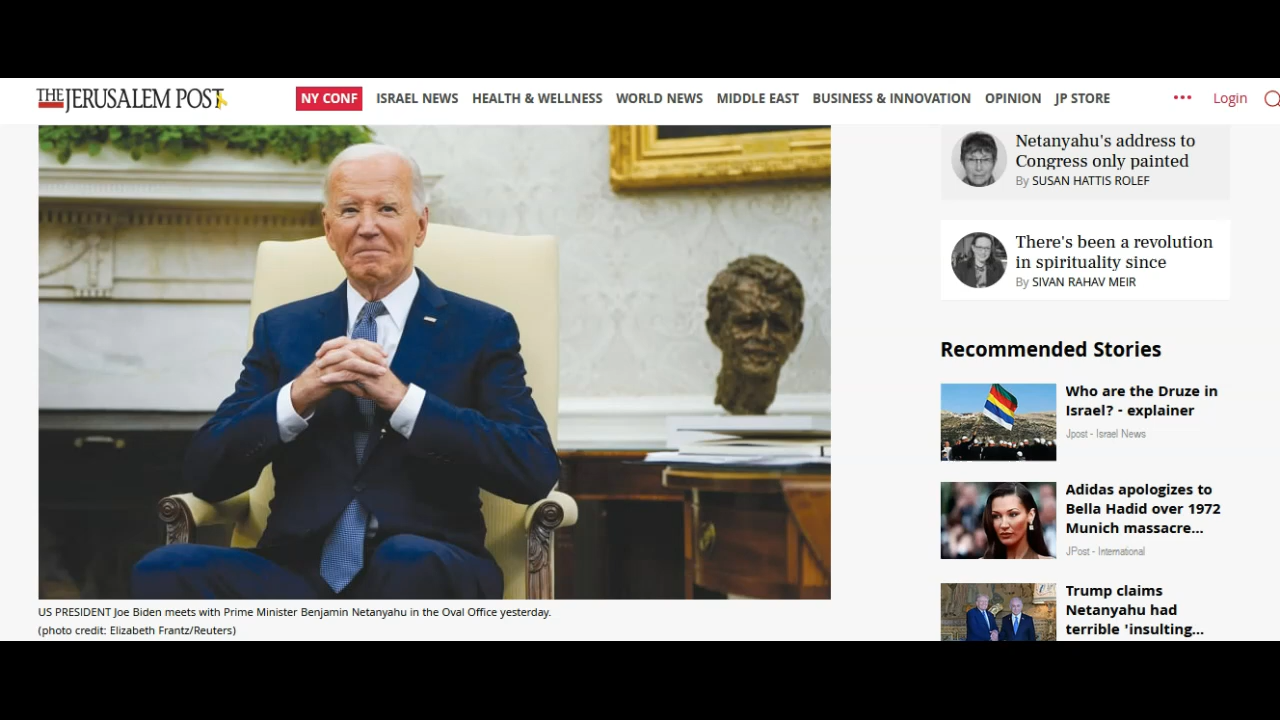 THE JERUSALEM POST
NY CONF
ISRAEL NEWS
HEALTH & WELLNESS
WORLD NEWS
MIDDLE EAST
BUSINESS & INNOVATION
OPINION
JP STORE
Login
US PRESIDENT Joe Biden meets with Prime Minister Benjamin Netanyahu in the Oval Office yesterday.
(photo credit: Elizabeth Frantz/Reuters)
Netanyahu's address to
Congress only painted
By SUSAN HATTIS ROLEF
There's been a revolution
in spirituality since
By SIVAN RAHAV MEIR
Recommended Stories
Who are the Druze in
Israel? - explainer
Jpost - Israel News
Adidas apologizes to
Bella Hadid over 1972
Munich massacre...
JPost - International
Trump claims
Netanyahu had
terrible 'insulting...